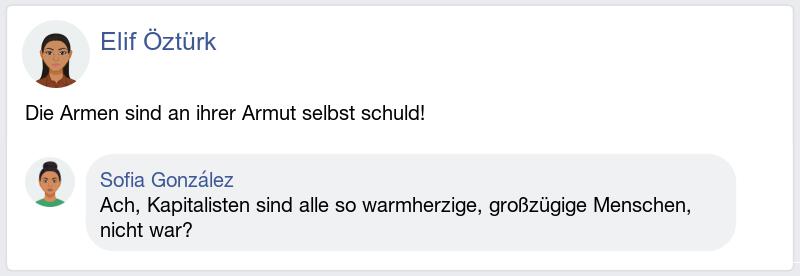 Elif Öztürk
Die Armen sind an ihrer Armut selbst schuld!
Sofia González
Ach, Kapitalisten sind alle so warmherzige, großzügige Menschen,
nicht war?